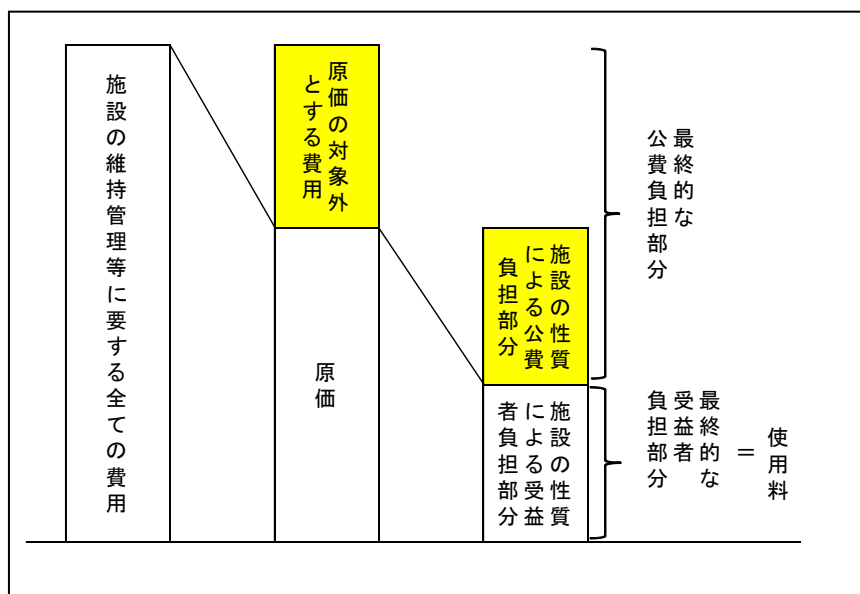 施設の維持管理等に要する全ての費用
原価の対象外
とする費用
原価
施設の性質
による公費
負担部分
施設の性質
による受益
者負担部分
最終的な
公費負担部分
最終的な
受益者
負担部分
＝
使用料